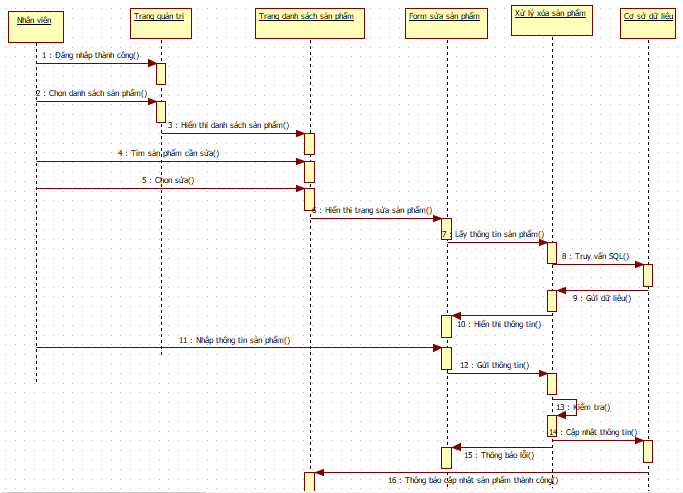 Nhân viên
Trang quản trị
Trang danh sách sản phẩm
Form sửa sản phẩm
Xử lý xóa sản phẩm
Cơ sở dữ liệu
1 : Đăng nhập thành công()
2 : Chọn danh sách sản phẩm()
3 : Hiển thị danh sách sản phẩm()
4 : Tìm sản phẩm cần sửa()
5 : Chọn sửa()
6 : Hiển thị trang sửa sản phẩm()
7 : Lấy thông tin sản phẩm()
8 : Truy vấn SQL()
9 : Gửi dữ liệu()
10 : Hiển thị thông tin()
11 : Nhập thông tin sản phẩm()
12 : Gửi thông tin()
13 : Kiểm tra()
14 : Cập nhật thông tin()
15 : Thông báo lỗi()
16 : Thông báo cập nhật sản phẩm thành công()